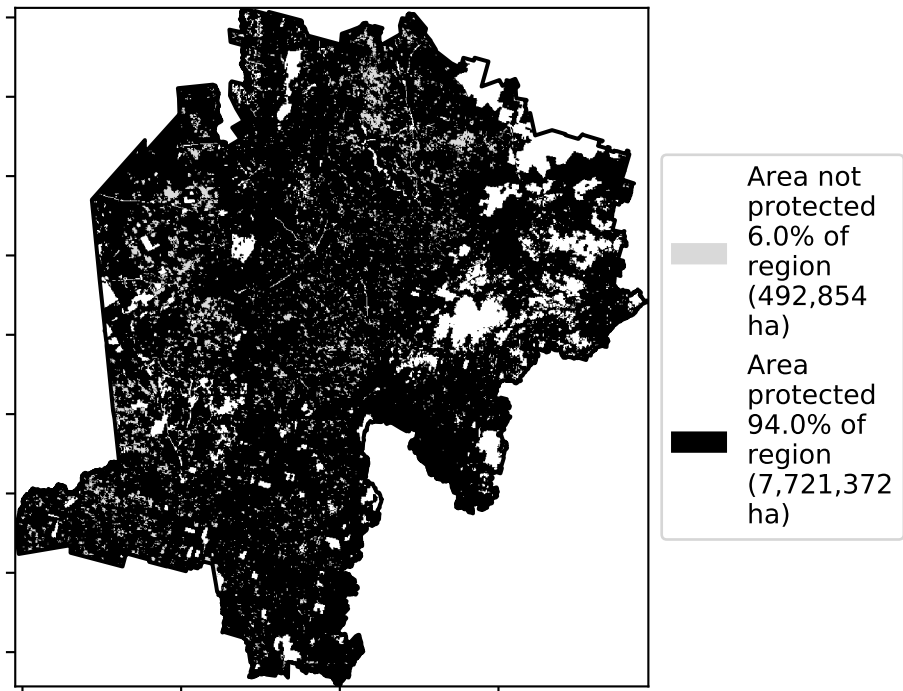 Area not
protected
6.0% of
region
(492,854
ha)
Area
protected
94.0% of
region
(7,721,372
ha)